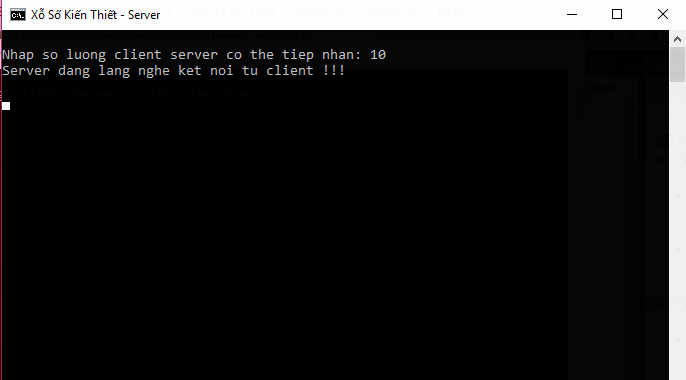 Xổ Số Kiến Thiết - Server
Nhap so luong client server co the tiep nhan: 10
Server dang lang nghe ket noi tu client !!!